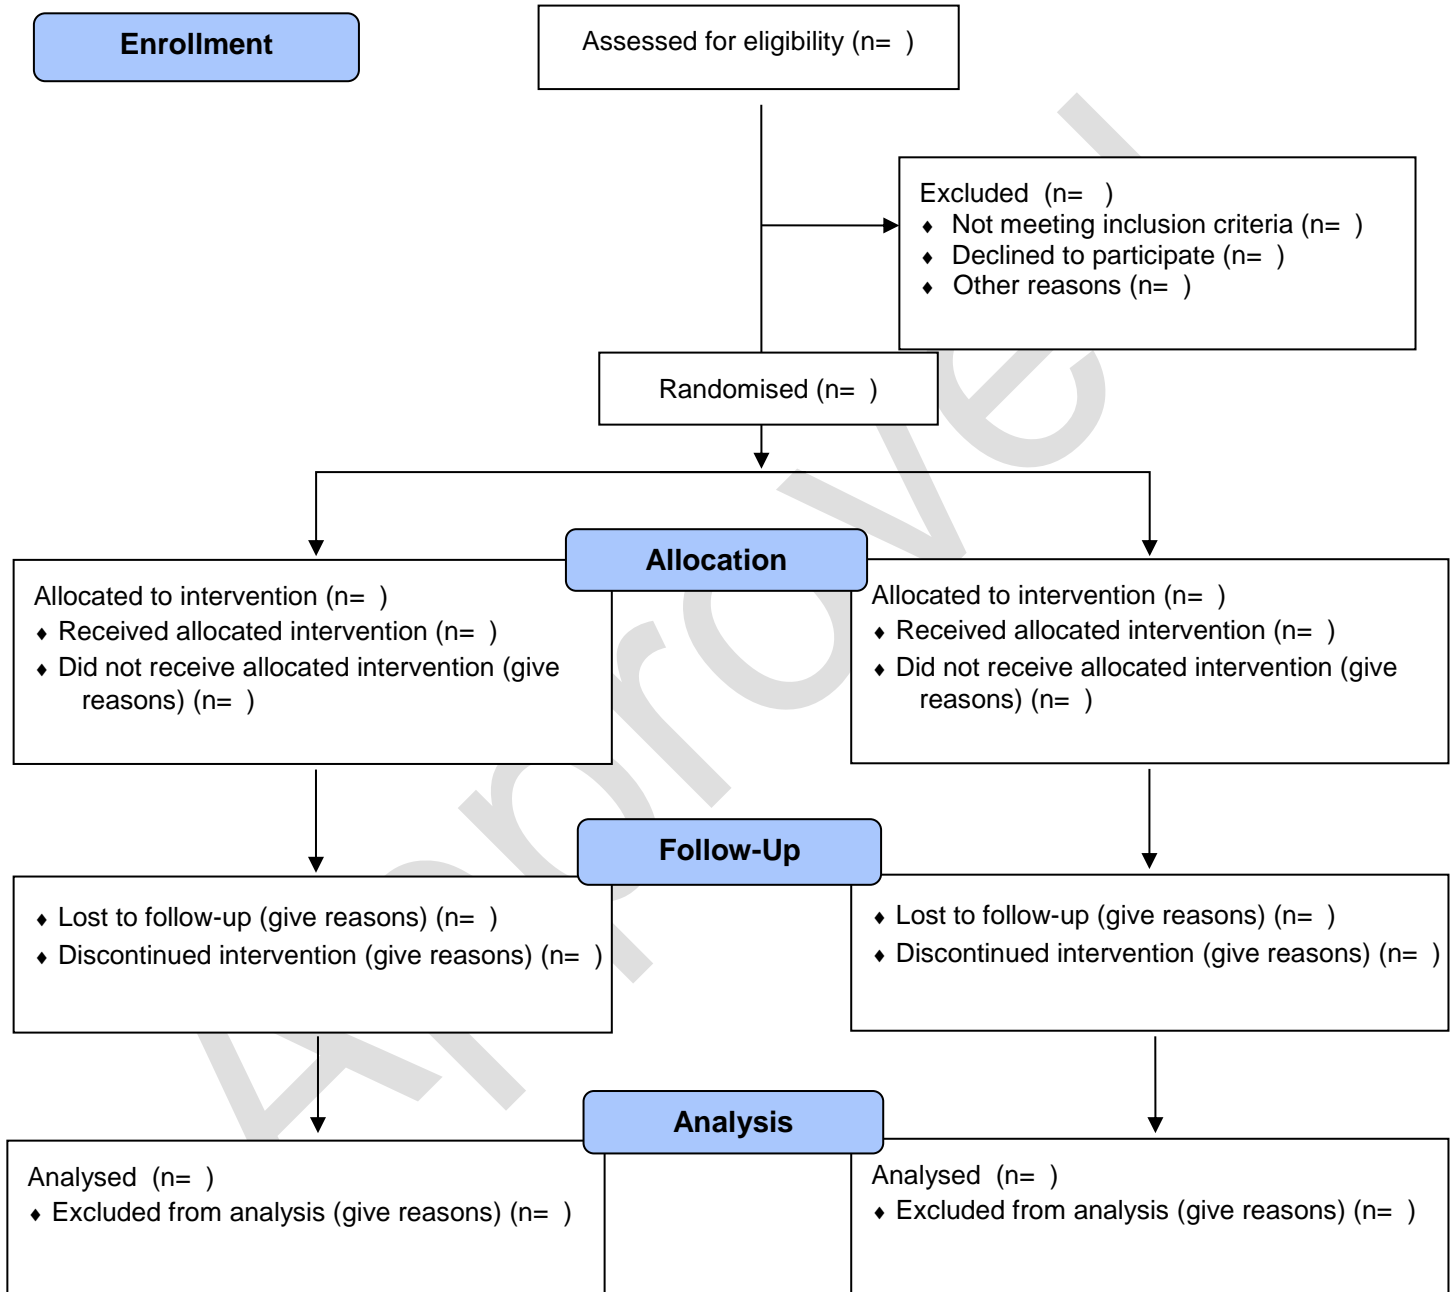 Enrollment
Assessed for eligibility (n= )
Excluded (n= )
♦ Not meeting inclusion criteria (n= )
♦ Declined to participate (n= )
♦ Other reasons (n= )
Randomised (n= )
Allocation
Allocated to intervention (n= )
♦ Received allocated intervention (n= )
♦ Did not receive allocated intervention (give
reasons) (n= )
Allocated to intervention (n= )
♦ Received allocated intervention (n= )
♦ Did not receive allocated intervention (give
reasons) (n= )
Follow-Up
♦ Lost to follow-up (give reasons) (n= )
♦ Discontinued intervention (give reasons) (n= )
♦ Lost to follow-up (give reasons) (n= )
♦ Discontinued intervention (give reasons) (n= )
Analysis
Analysed (n= )
♦ Excluded from analysis (give reasons) (n= )
Analysed (n= )
♦ Excluded from analysis (give reasons) (n= )